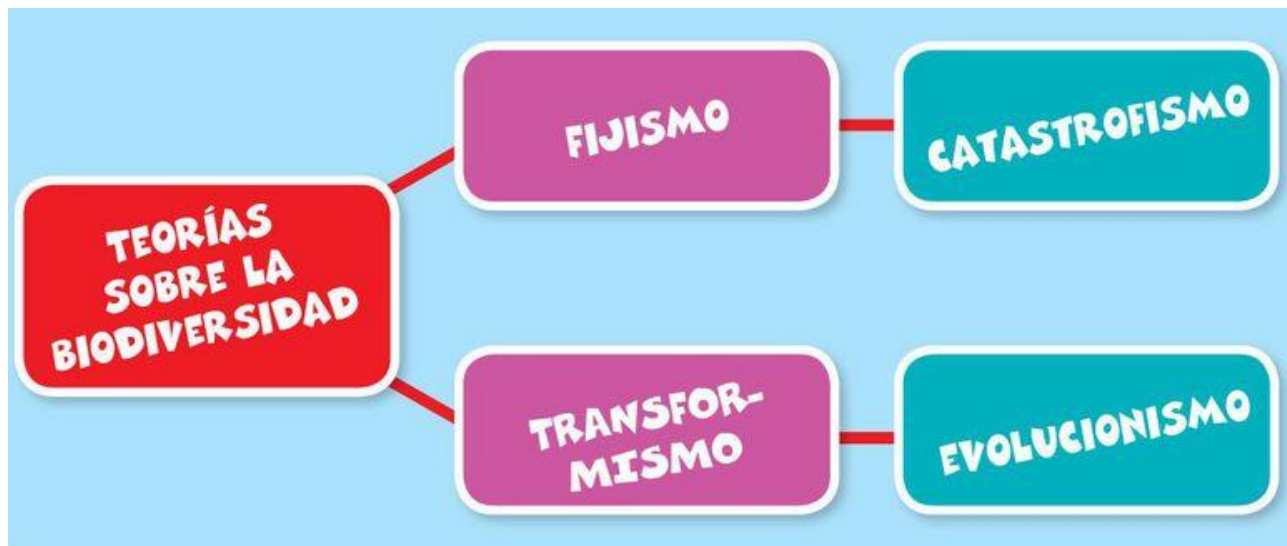 TEORÍAS
SOBRE LA
BIODIVERSIDAD
FIJISMO
CATASTROFISMO
TRANSFOR-
MISMO
EVOLUCIONISMO